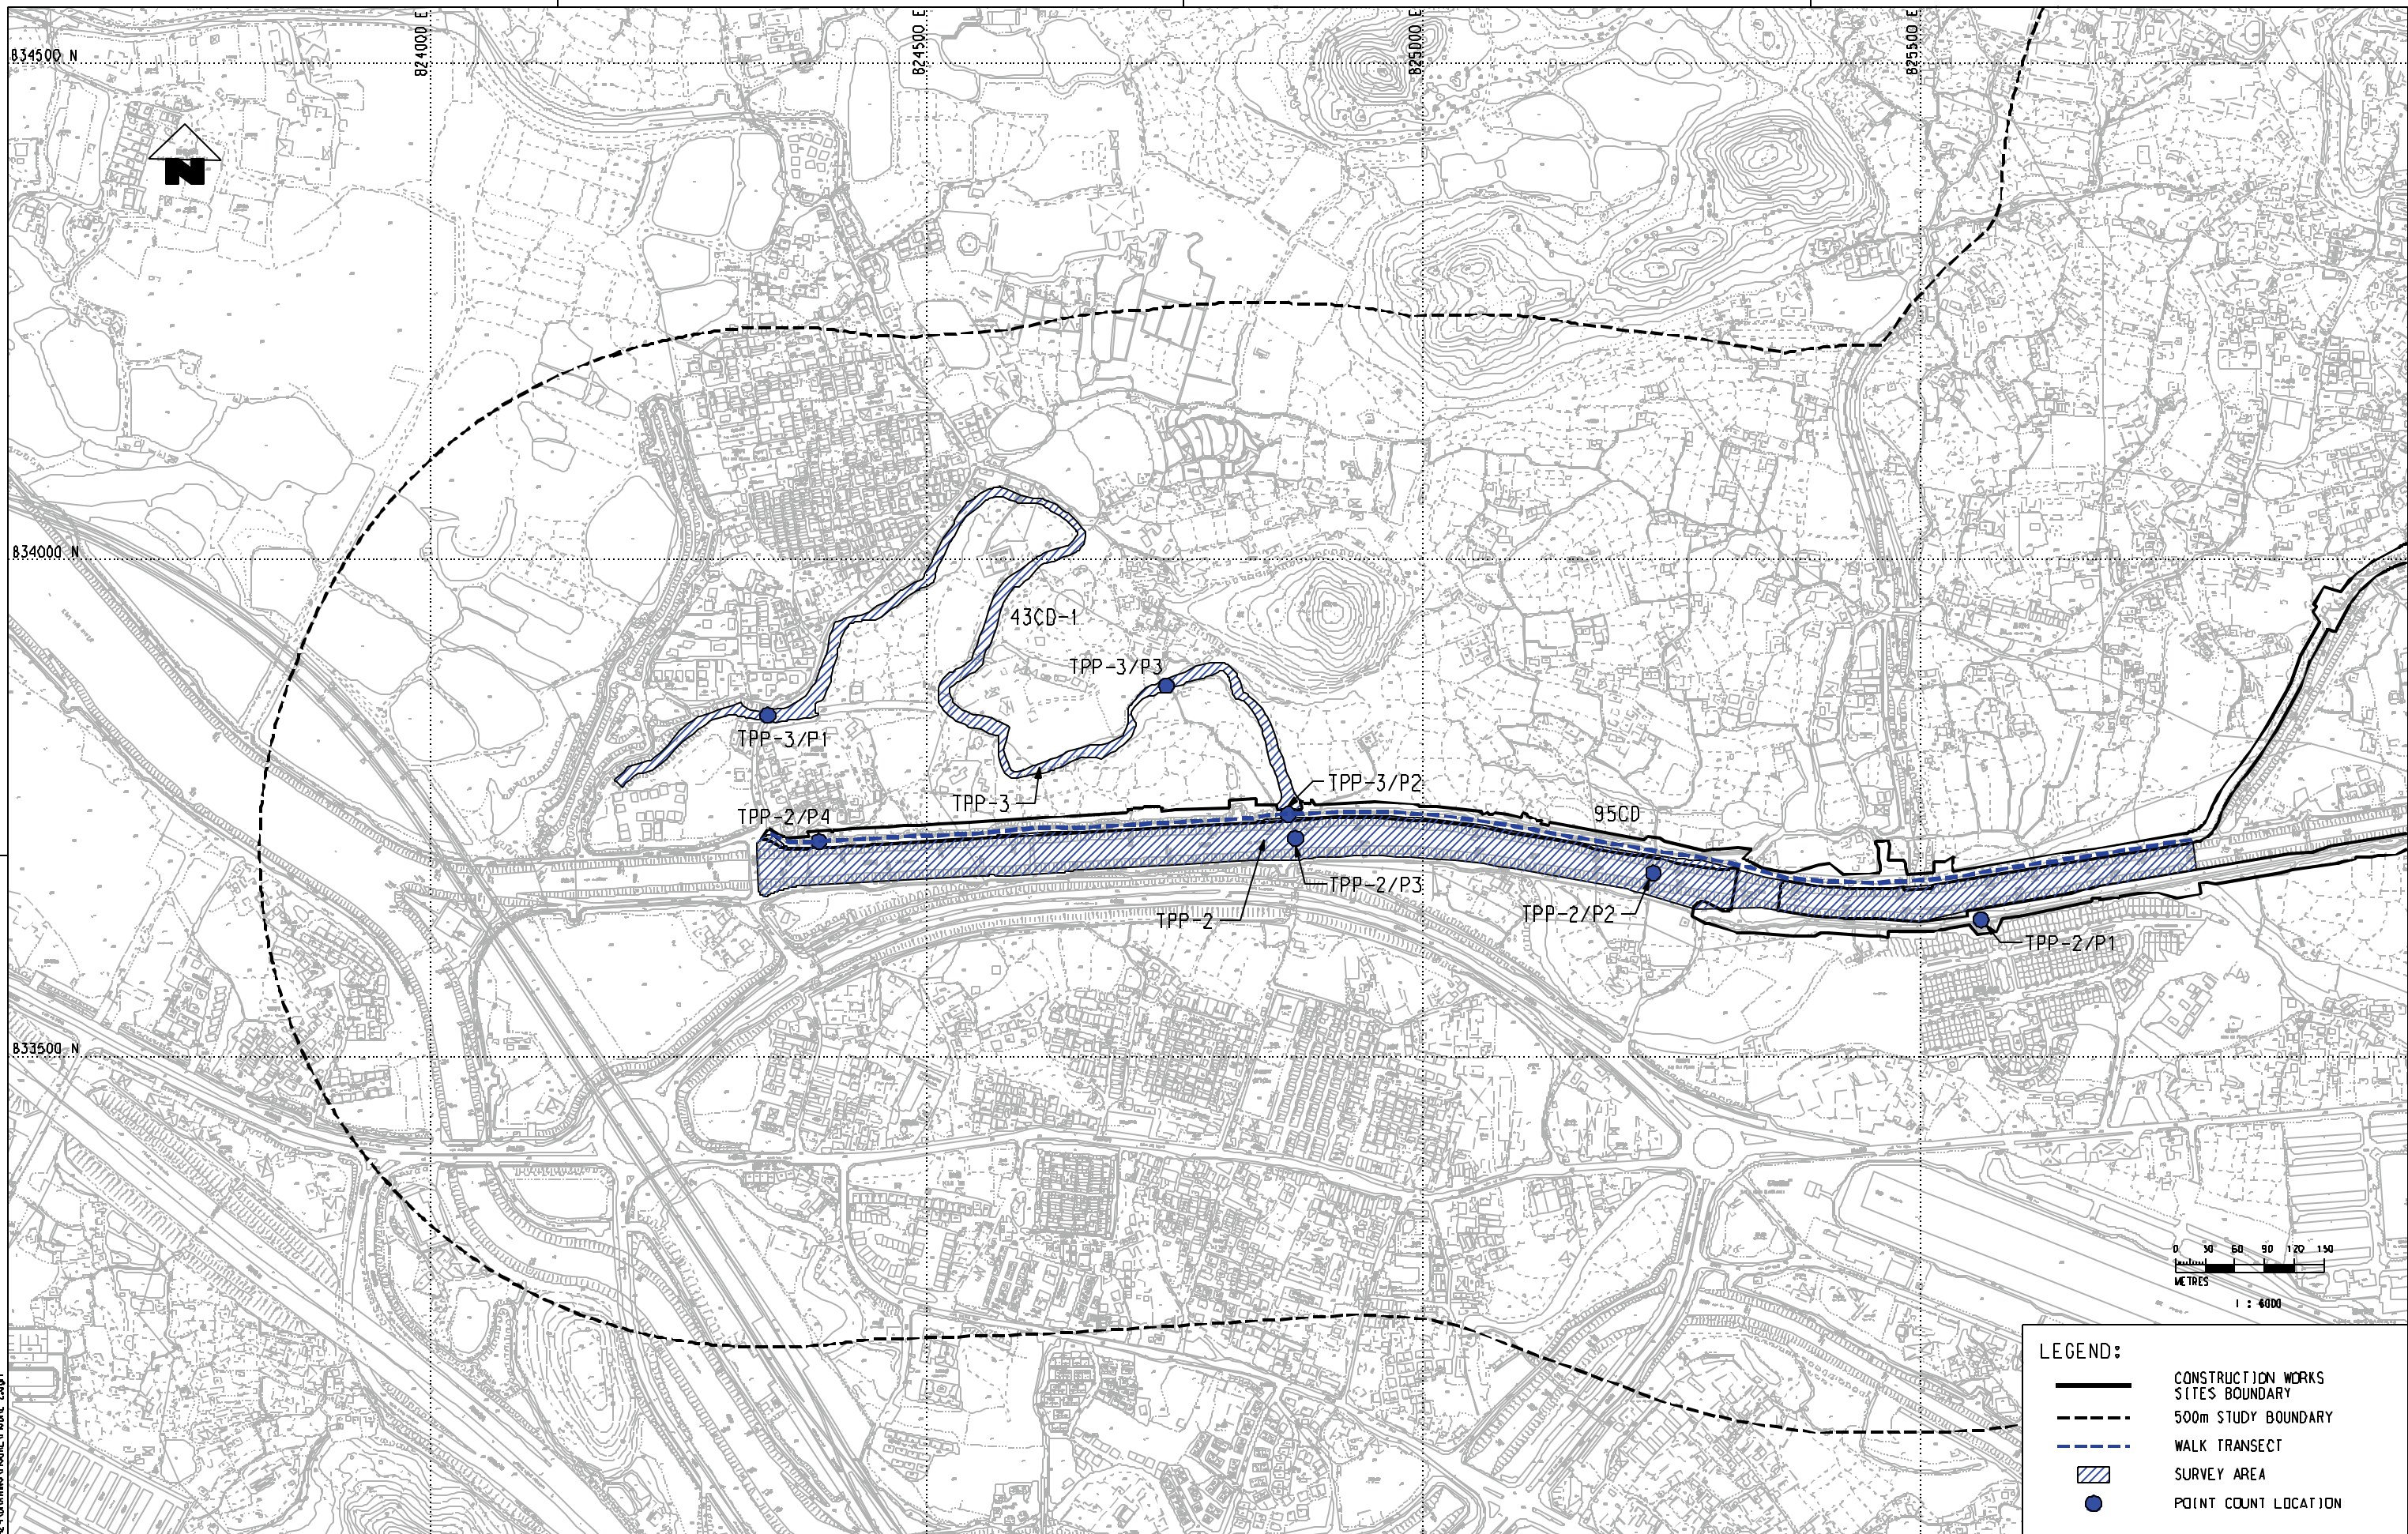 824000 E
824500 E
825000 E
825500 E
834500 N
N
834000 N
43CD-1
TPP-3/P3
TPP-3/P1
TPP-3/P2
TPP-3
TPP-2/P4
95CD
TPP-2/P3
TPP-2
TPP-2/P2
TPP-2/P1
833500 N
0 30 60 90 120 150
METRES
1 : 6000
LEGEND:
CONSTRUCTION WORKS
SITES BOUNDARY
500m STUDY BOUNDARY
WALK TRANSECT
SURVEY AREA
POINT COUNT LOCATION